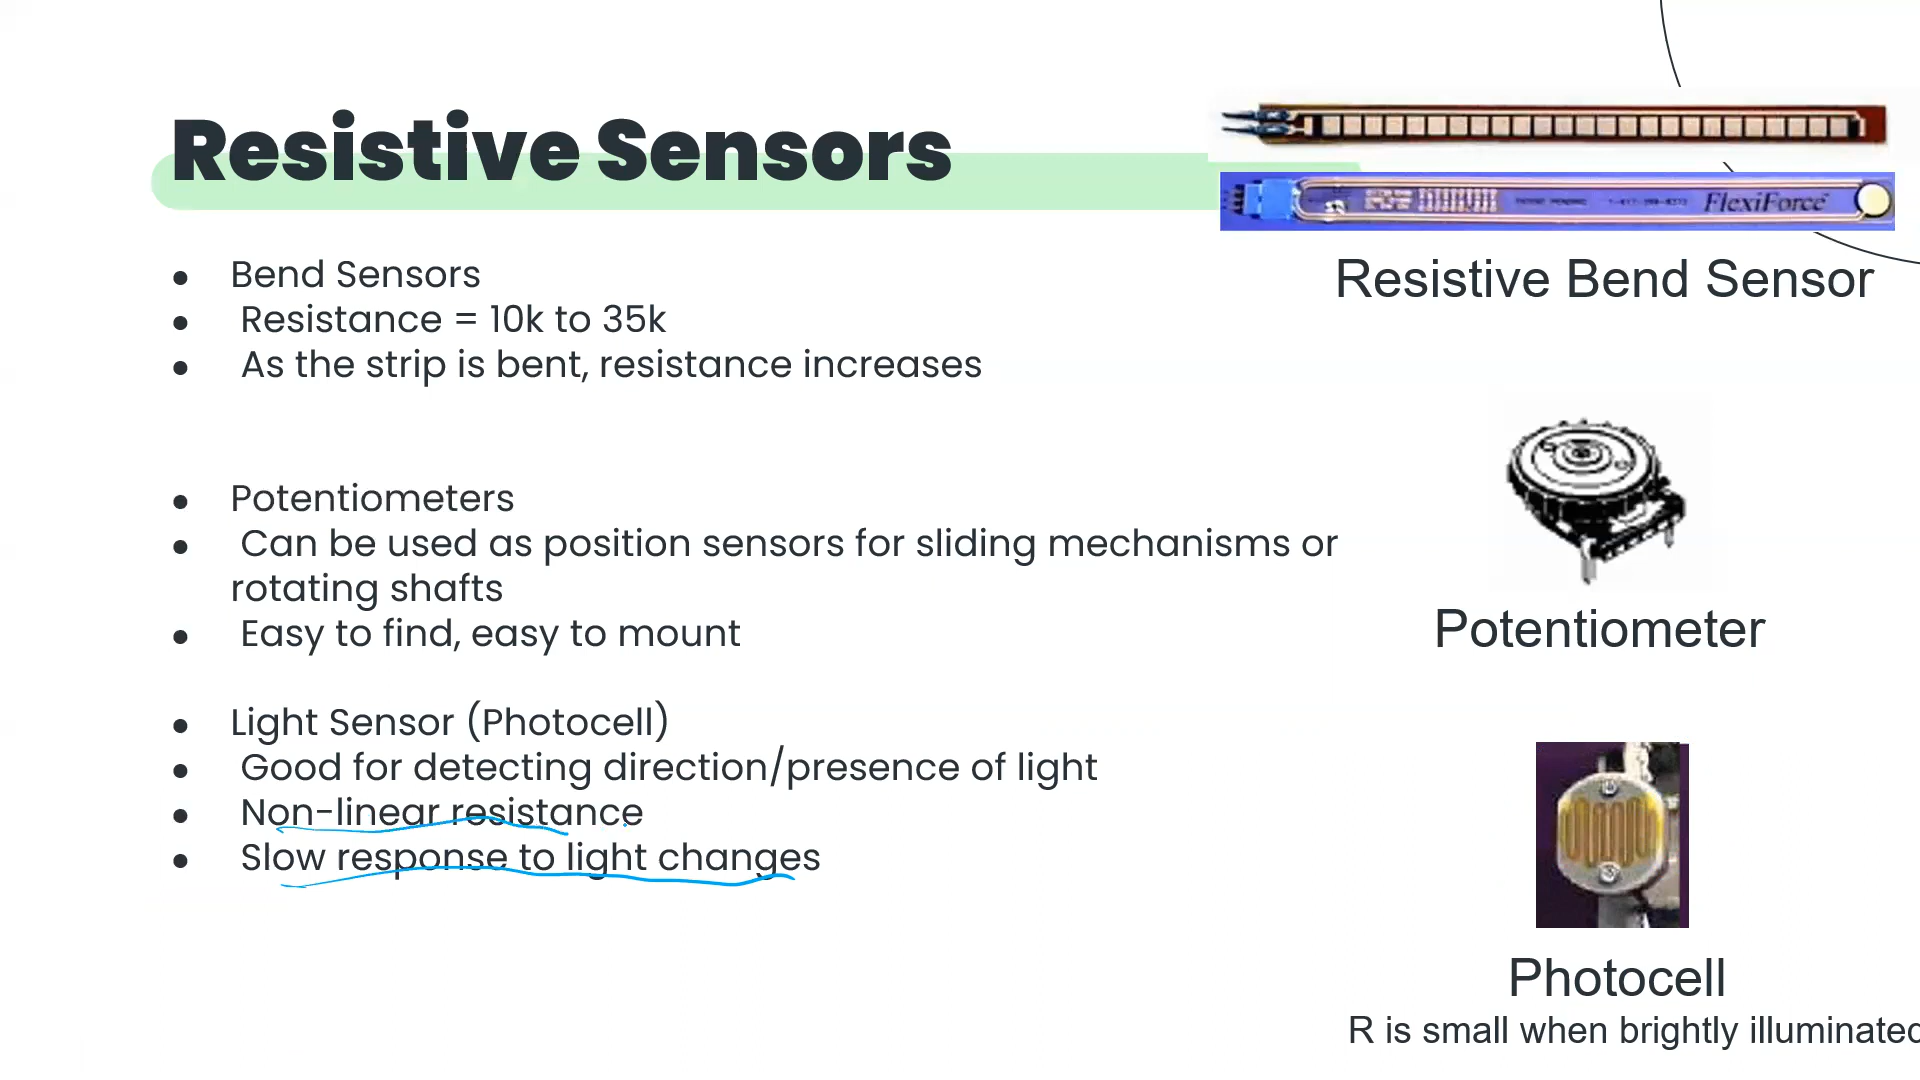 Resistive Sensors
FlexiForce
Resistive Bend Sensor
● Bend Sensors
● Resistance = 10k to 35k
● As the strip is bent, resistance increases
● Potentiometers
● Can be used as position sensors for sliding mechanisms or
rotating shafts
● Easy to find, easy to mount
Potentiometer
● Light Sensor (Photocell)
● Good for detecting direction/presence of light
● Non-linear resistance
● Slow response to light changes
Photocell
R is small when brightly illuminated